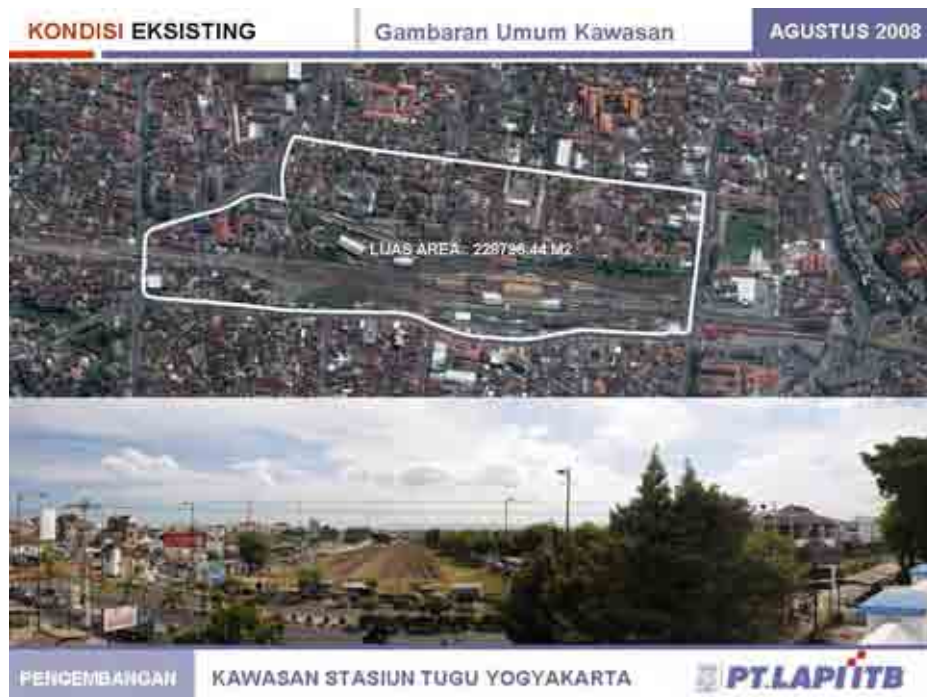 KONDISI EKSISTING
Gambaran Umum Kawasan
AGUSTUS 2008
LUAS AREA : 228796.44 M2
PENGEMBANGAN
KAWASAN STASIUN TUGU YOGYAKARTA
PT.LAPI ITB